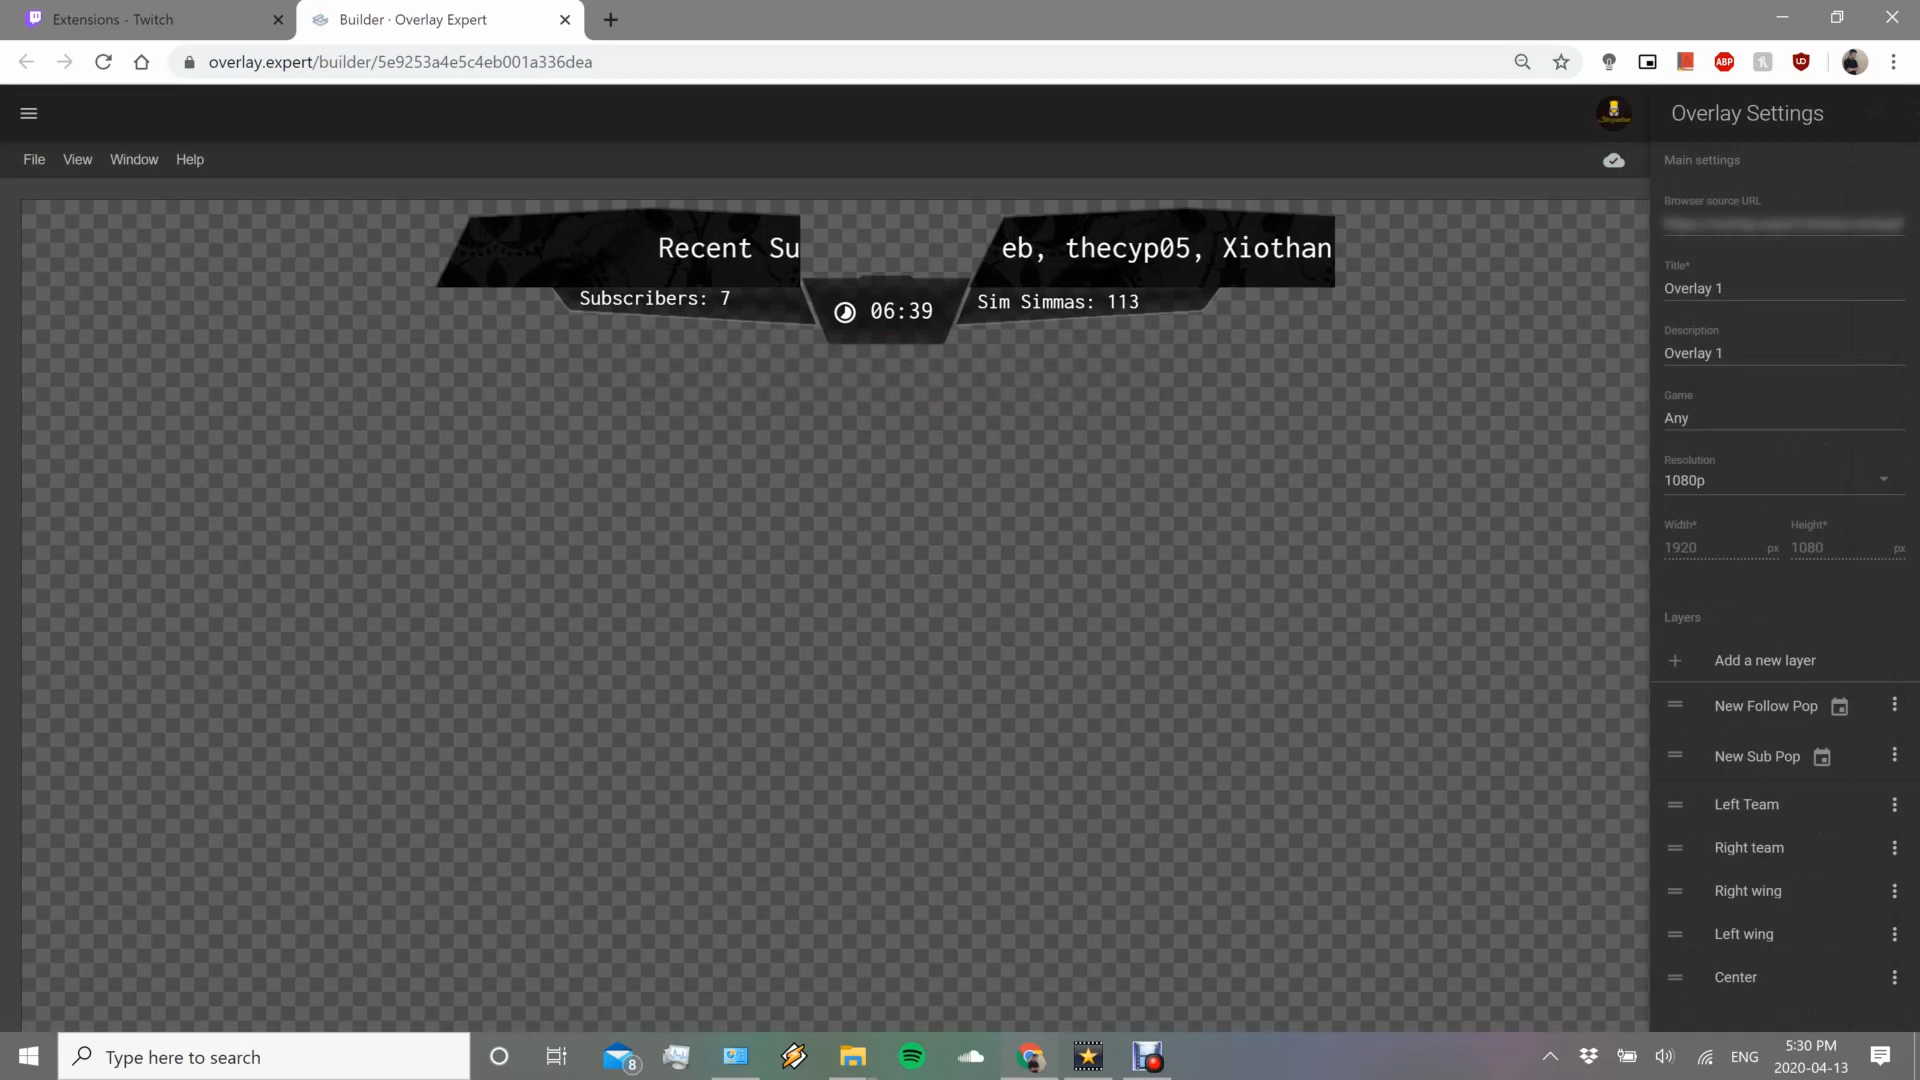 Extensions - Twitch
Builder · Overlay Expert
overlay.expert/builder/5e9253a4e5c4eb001a336dea
ABP
Overlay Settings
File View Window Help
Main settings
Browser source URL
Recent Su
eb, thecyp05, Xiothan
Subscribers: 7
06:39
Sim Simmas: 113
Title*
Overlay 1
Description
Overlay 1
Game
Any
Resolution
1080p
Width* Height*
1920 px 1080 px
Layers
Add a new layer
New Follow Pop
New Sub Pop
Left Team
Right team
Right wing
Left wing
Center
Type here to search
8
ENG
5:30 PM
2020-04-13